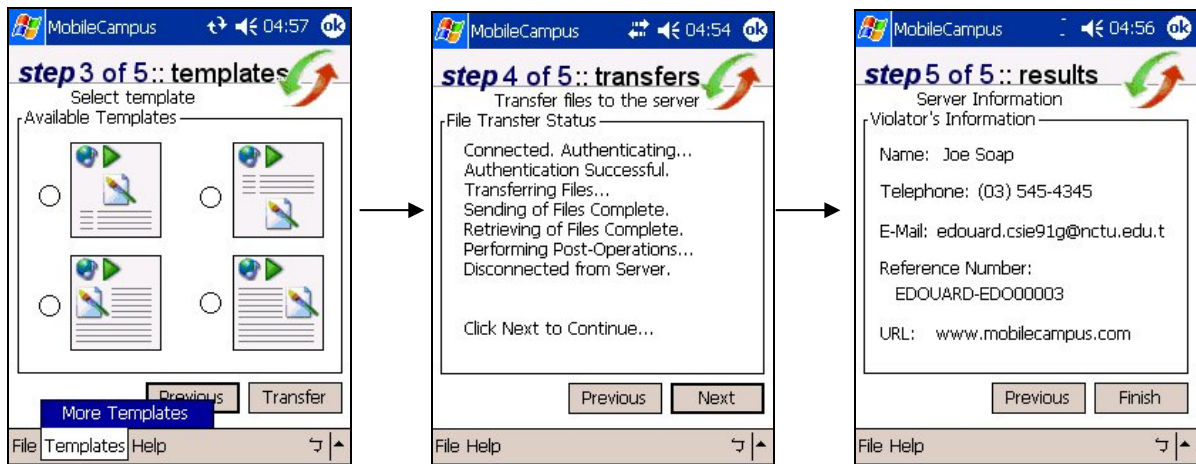 MobileCampus 04:57 ok
step 3 of 5:: templates
Select template
Available Templates
Previous Transfer
More Templates
File Templates Help
MobileCampus 04:54 ok
step 4 of 5:: transfers
Transfer files to the server
File Transfer Status
Connected. Authenticating...
Authentication Successful.
Transferring Files...
Sending of Files Complete.
Retrieving of Files Complete.
Performing Post-Operations...
Disconnected from Server.
Click Next to Continue...
Previous Next
File Help
MobileCampus 04:56 ok
step 5 of 5:: results
Server Information
Violator's Information
Name: Joe Soap
Telephone: (03) 545-4345
E-Mail: edouard.csie91g@nctu.edu.t
Reference Number:
EDOUARD-EDO00003
URL: www.mobilecampus.com
Previous Finish
File Help